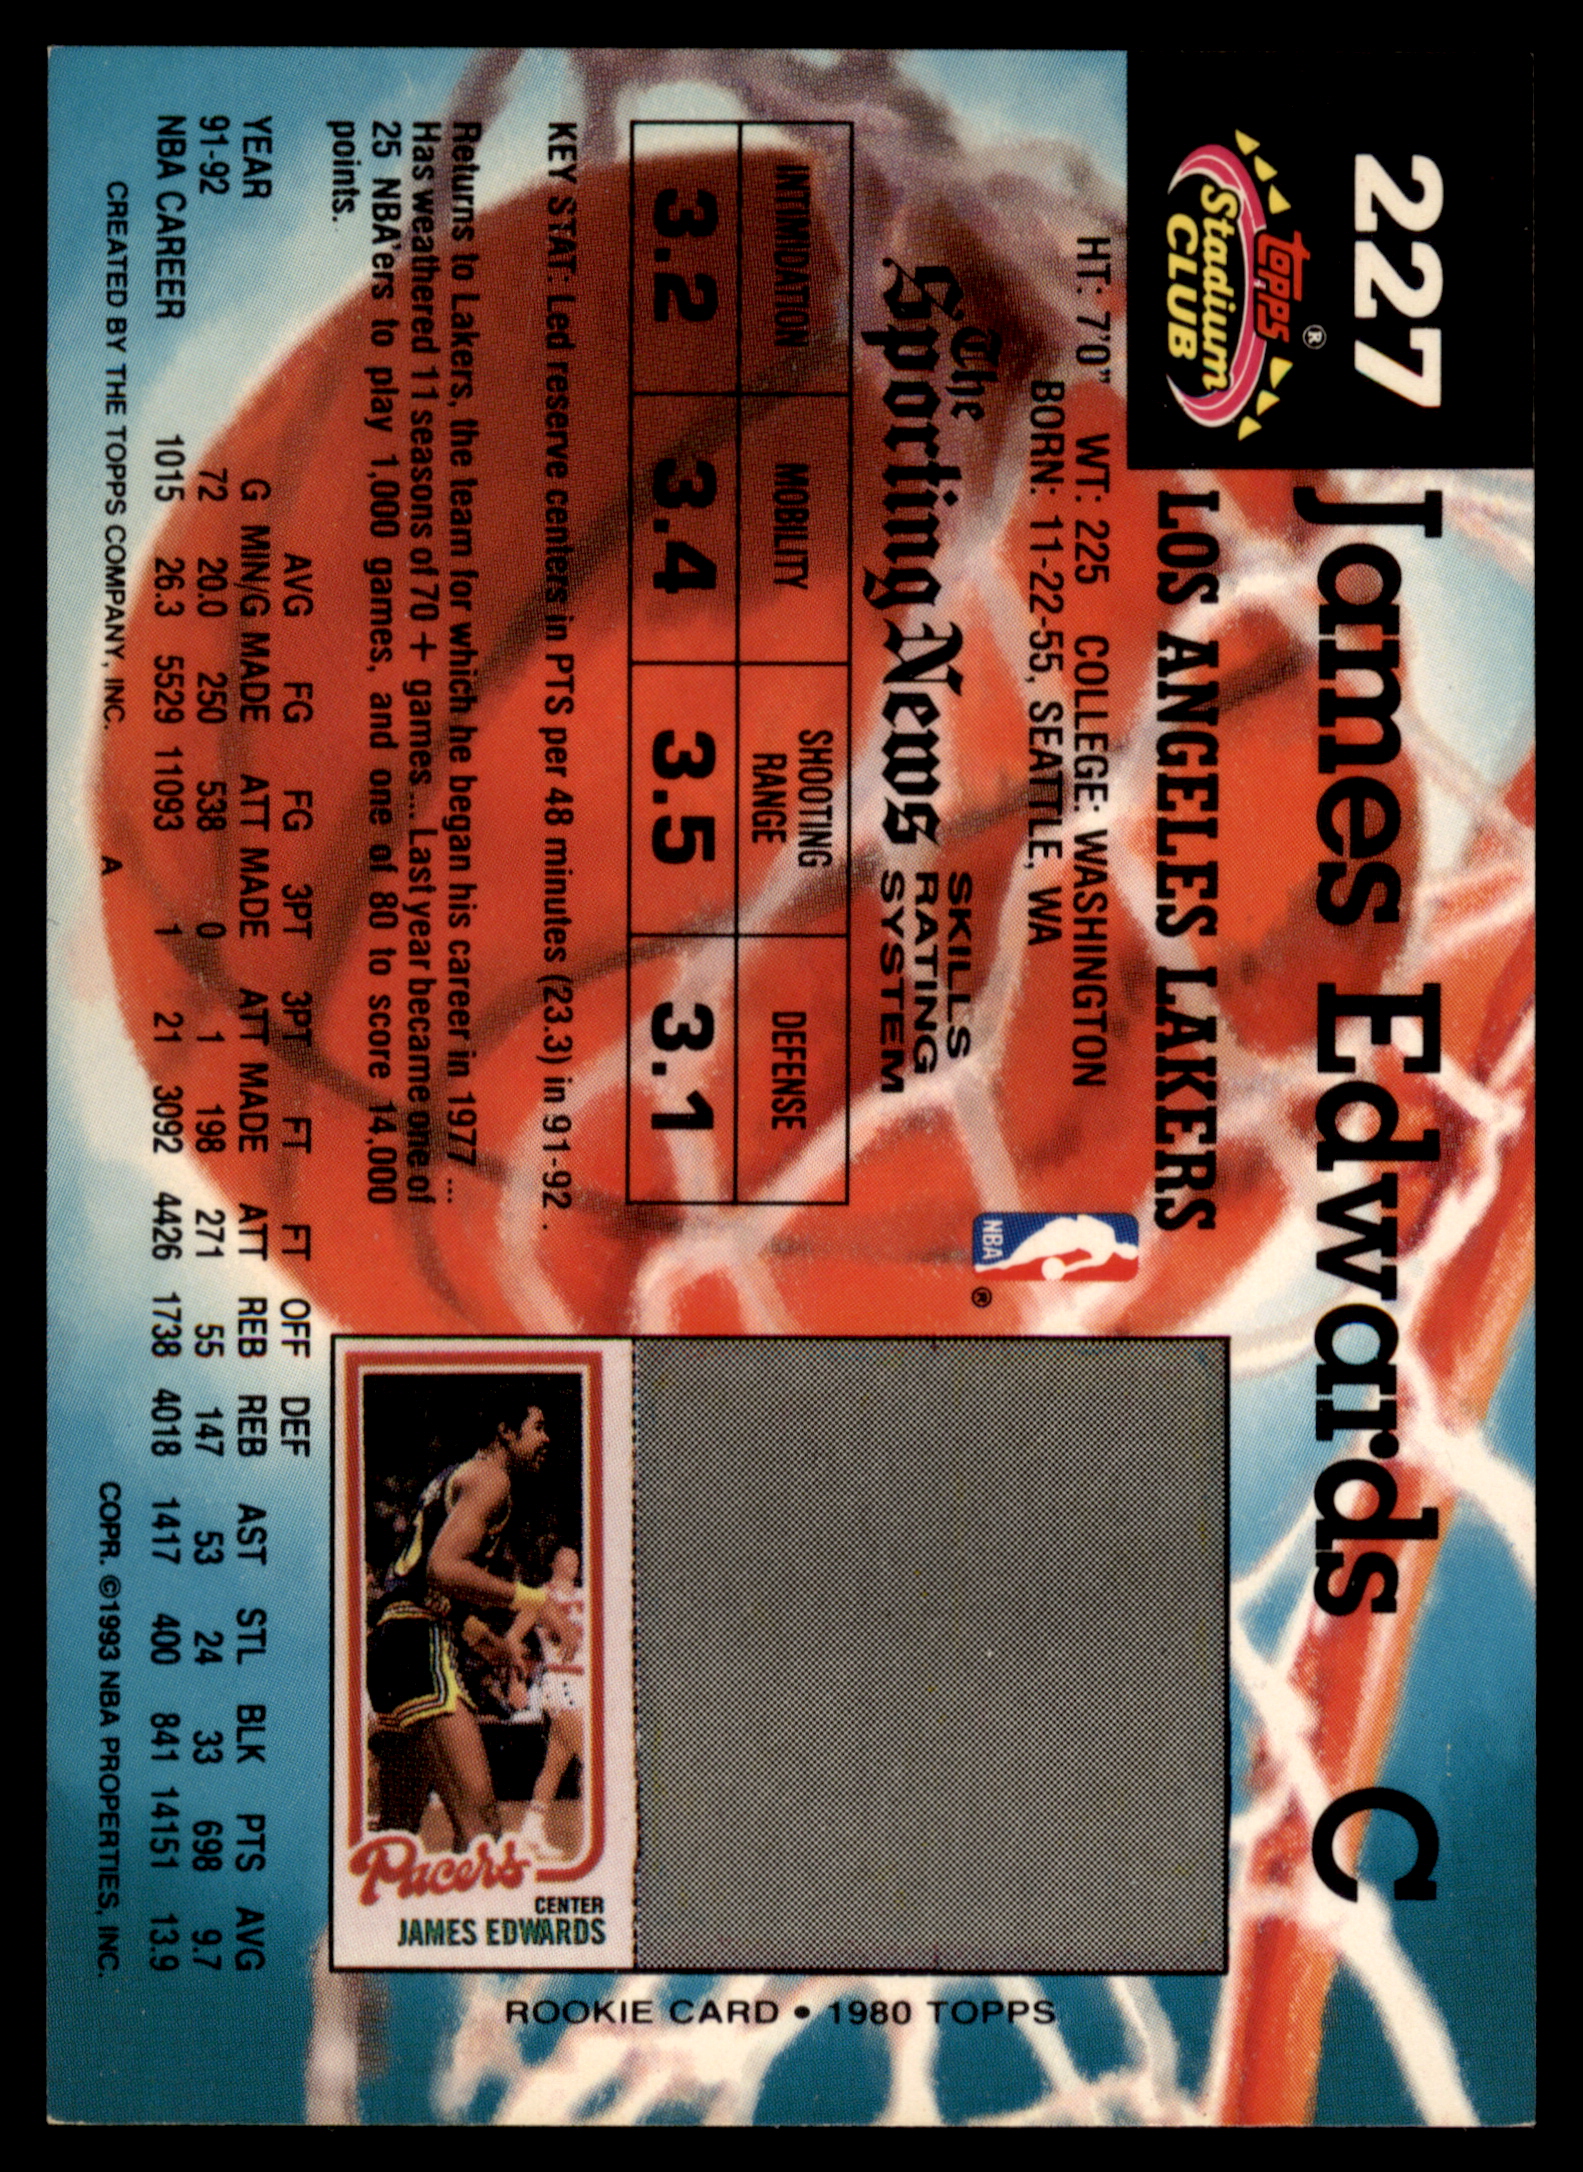 227
James Edwards C
Topps®
Stadium
CLUB
LOS ANGELES LAKERS
HT: 7'0" WT: 225 COLLEGE: WASHINGTON
BORN: 11-22-55, SEATTLE, WA
NBA
®
The
Sporting News
SKILLS
RATING
SYSTEM
INTIMIDATION MOBILITY SHOOTING RANGE DEFENSE
3.2 3.4 3.5 3.1
KEY STAT: Led reserve centers in PTS per 48 minutes (23.3) in 91-92 .
Returns to Lakers, the team for which he began his career in 1977 ...
Has weathered 11 seasons of 70 + games... Last year became one of
25 NBA'ers to play 1,000 games, and one of 80 to score 14,000
points.
Pacers
CENTER
JAMES EDWARDS
ROOKIE CARD • 1980 TOPPS
AVG FG FG 3PT 3PT FT FT OFF DEF
YEAR G MIN/G MADE ATT MADE ATT MADE ATT REB REB AST STL BLK PTS AVG
91-92 72 20.0 250 538 0 1 198 271 55 147 53 24 33 698 9.7
NBA CAREER 1015 26.3 5529 11093 1 21 3092 4426 1738 4018 1417 400 841 14151 13.9
CREATED BY THE TOPPS COMPANY, INC. A COPR. ©1993 NBA PROPERTIES, INC.